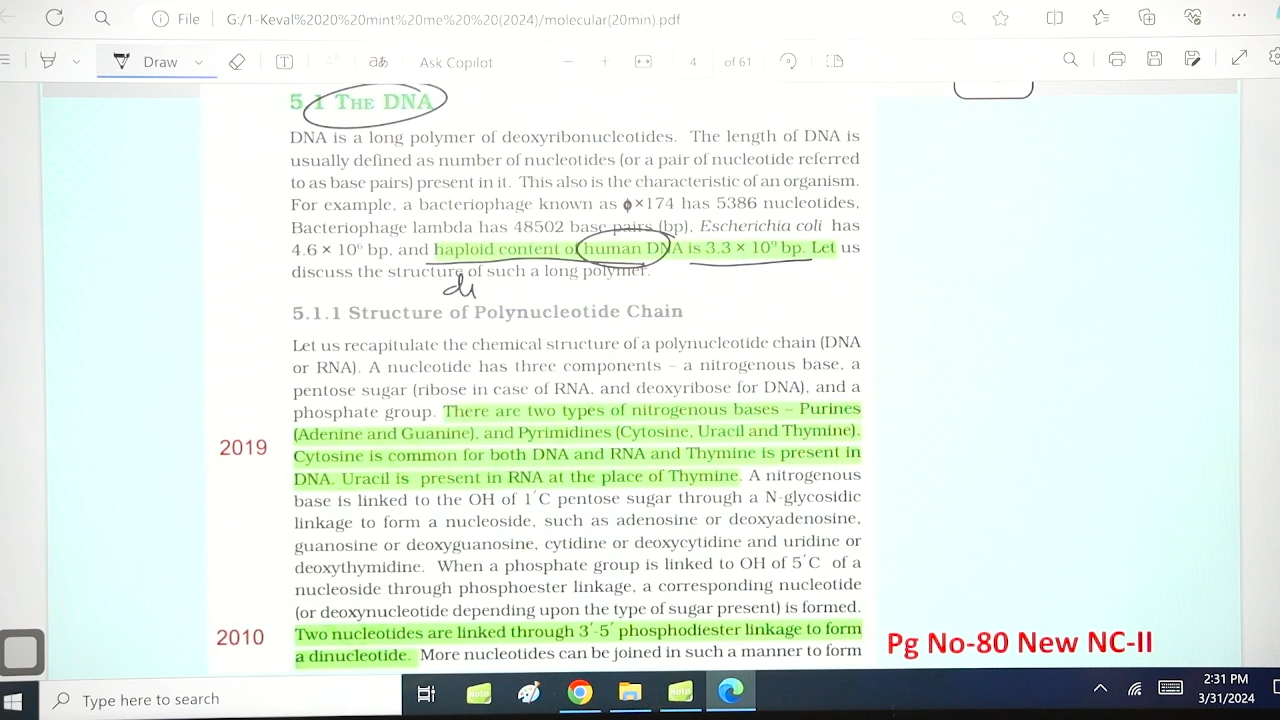 File G:/1-Keval%2020%20mint%20me%20%20(2024)/molecular(20min).pdf
Draw
Ask Copilot
4 of 61
5.1 THE DNA
DNA is a long polymer of deoxyribonucleotides. The length of DNA is
usually defined as number of nucleotides (or a pair of nucleotide referred
to as base pairs) present in it. This also is the characteristic of an organism.
For example, a bacteriophage known as ϕ×174 has 5386 nucleotides,
Bacteriophage lambda has 48502 base pairs (bp), Escherichia coli has
4.6 × 10⁶ bp, and haploid content of human DNA is 3.3 × 10⁹ bp. Let us
discuss the structure of such a long polymer.
di
5.1.1 Structure of Polynucleotide Chain
Let us recapitulate the chemical structure of a polynucleotide chain (DNA
or RNA). A nucleotide has three components – a nitrogenous base, a
pentose sugar (ribose in case of RNA, and deoxyribose for DNA), and a
phosphate group. There are two types of nitrogenous bases – Purines
(Adenine and Guanine), and Pyrimidines (Cytosine, Uracil and Thymine).
2019
Cytosine is common for both DNA and RNA and Thymine is present in
DNA. Uracil is present in RNA at the place of Thymine. A nitrogenous
base is linked to the OH of 1´C pentose sugar through a N-glycosidic
linkage to form a nucleoside, such as adenosine or deoxyadenosine,
guanosine or deoxyguanosine, cytidine or deoxycytidine and uridine or
deoxythymidine. When a phosphate group is linked to OH of 5´C of a
nucleoside through phosphoester linkage, a corresponding nucleotide
(or deoxynucleotide depending upon the type of sugar present) is formed.
2010
Two nucleotides are linked through 3´-5´ phosphodiester linkage to form
a dinucleotide. More nucleotides can be joined in such a manner to form
Pg No-80 New NC-II
Type here to search
note
note
2:31 PM
3/31/2024